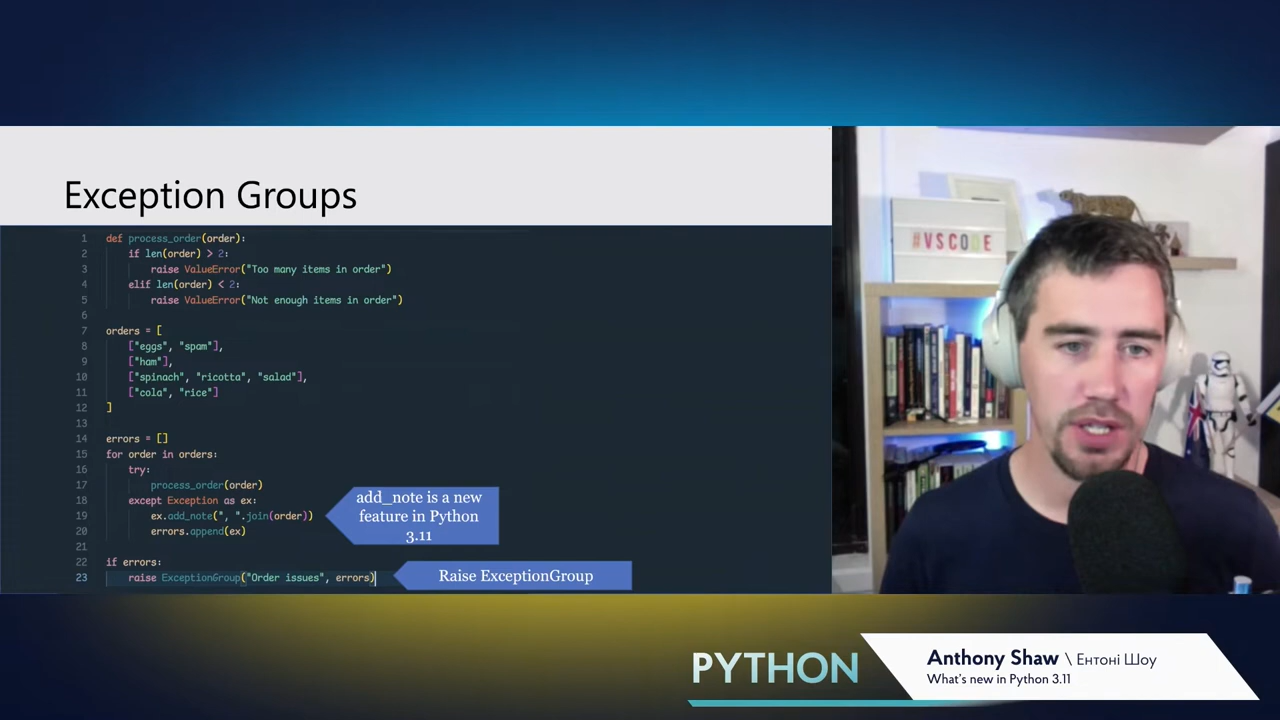 Exception Groups
1 def process_order(order):
2 if len(order) > 2:
3 raise ValueError("Too many items in order")
4 elif len(order) < 2:
5 raise ValueError("Not enough items in order")
6
7 orders = [
8 ["eggs", "spam"],
9 ["ham"],
10 ["spinach", "ricotta", "salad"],
11 ["cola", "rice"]
12 ]
13
14 errors = []
15 for order in orders:
16 try:
17 process_order(order)
18 except Exception as ex:
19 ex.add_note(", ".join(order))
20 errors.append(ex)
21
22 if errors:
23 raise ExceptionGroup("Order issues", errors)
add_note is a new
feature in Python
3.11
Raise ExceptionGroup
#VSCODE
PYTHON
Anthony Shaw \ Ентоні Шоу
What's new in Python 3.11